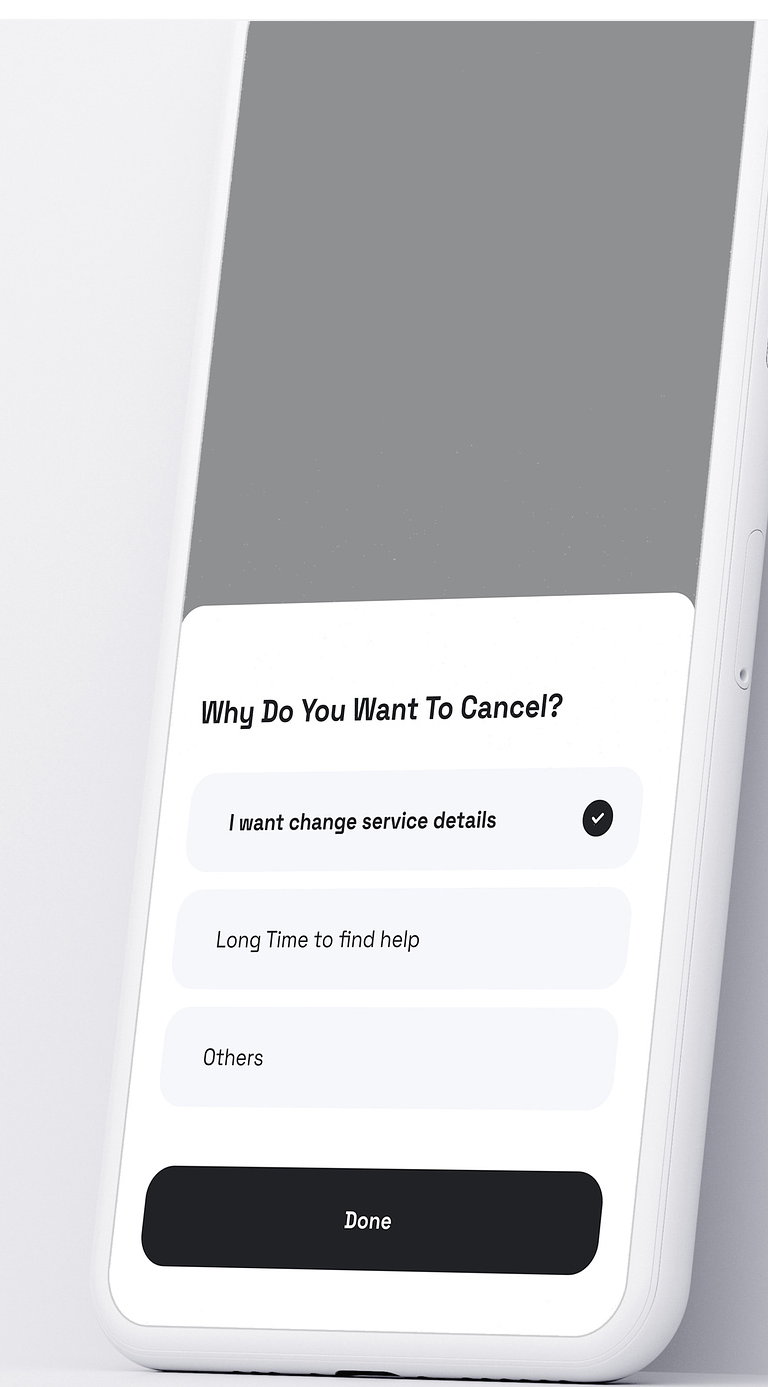 Why Do You Want To Cancel?
I want change service details
Long Time to find help
Others
Done